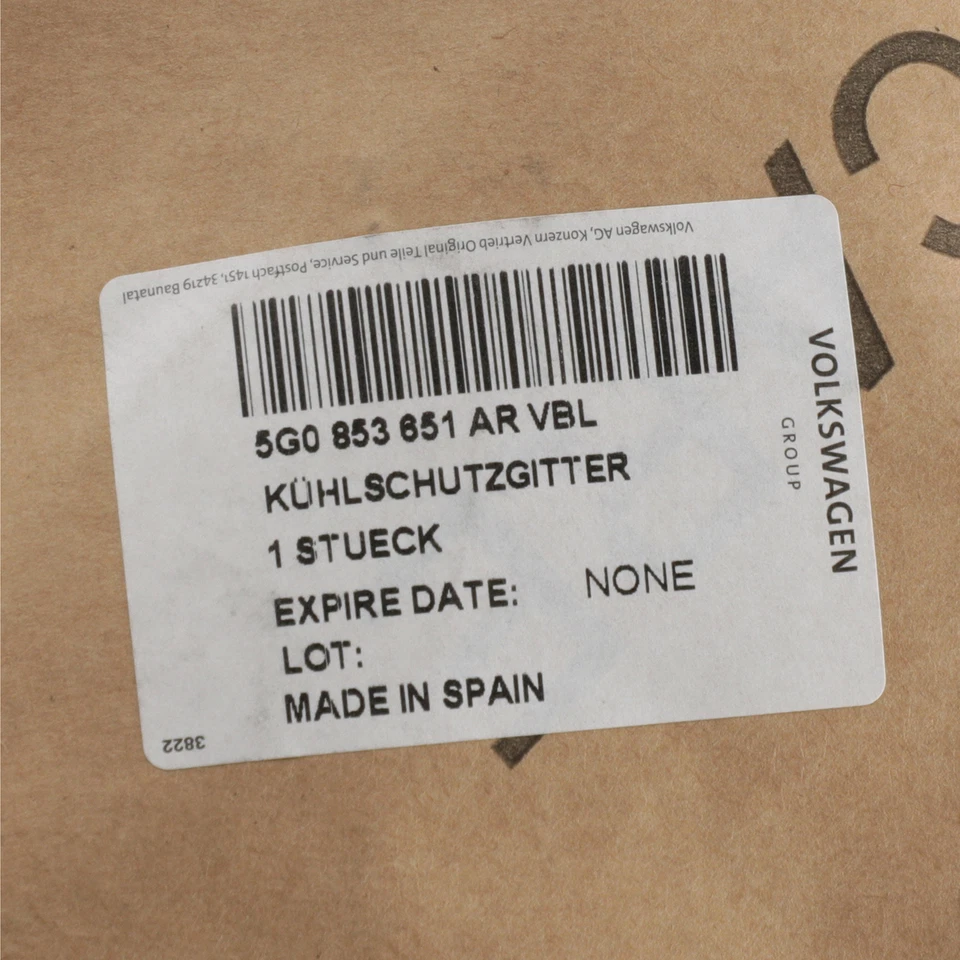 Volkswagen AG, Konzern Vertrieb Original Teile und Service, Postfach 1451, 34219 Baunatal
5G0 853 651 AR VBL
KÜHLSCHUTZGITTER
1 STUECK
EXPIRE DATE: NONE
LOT:
MADE IN SPAIN
VOLKSWAGEN
GROUP
3822